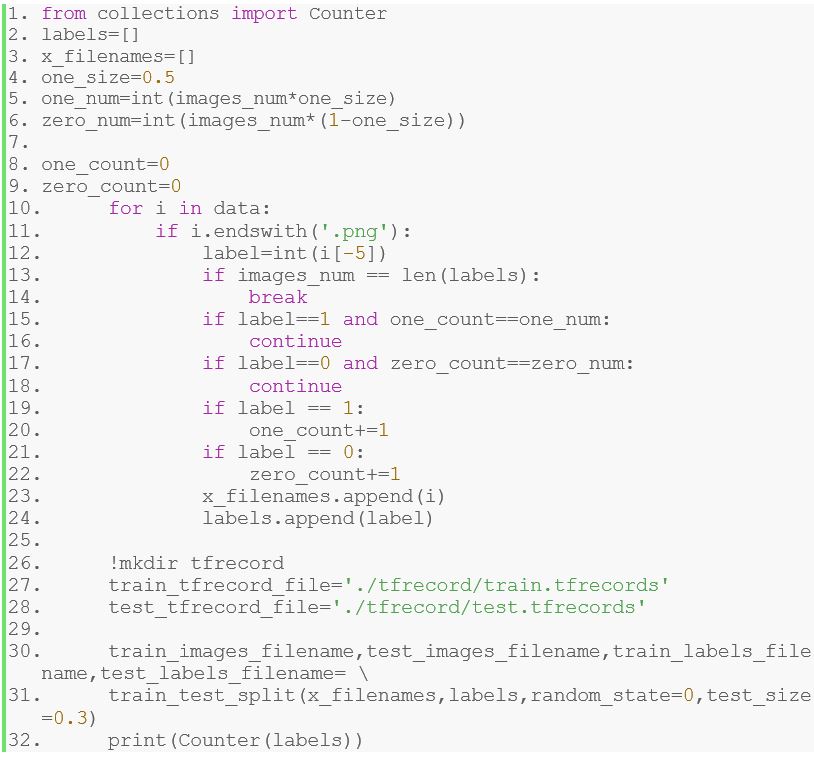 1. from collections import Counter
2. labels=[]
3. x_filenames=[]
4. one_size=0.5
5. one_num=int(images_num*one_size)
6. zero_num=int(images_num*(1-one_size))
7.
8. one_count=0
9. zero_count=0
10.      for i in data:
11.          if i.endswith('.png'):
12.              label=int(i[-5])
13.              if images_num == len(labels):
14.                  break
15.              if label==1 and one_count==one_num:
16.                  continue
17.              if label==0 and zero_count==zero_num:
18.                  continue
19.              if label == 1:
20.                  one_count+=1
21.              if label == 0:
22.                  zero_count+=1
23.              x_filenames.append(i)
24.              labels.append(label)
25.
26.      !mkdir tfrecord
27.      train_tfrecord_file='./tfrecord/train.tfrecords'
28.      test_tfrecord_file='./tfrecord/test.tfrecords'
29.
30.      train_images_filename,test_images_filename,train_labels_file
name,test_labels_filename= \
31.      train_test_split(x_filenames,labels,random_state=0,test_size
=0.3)
32.      print(Counter(labels))